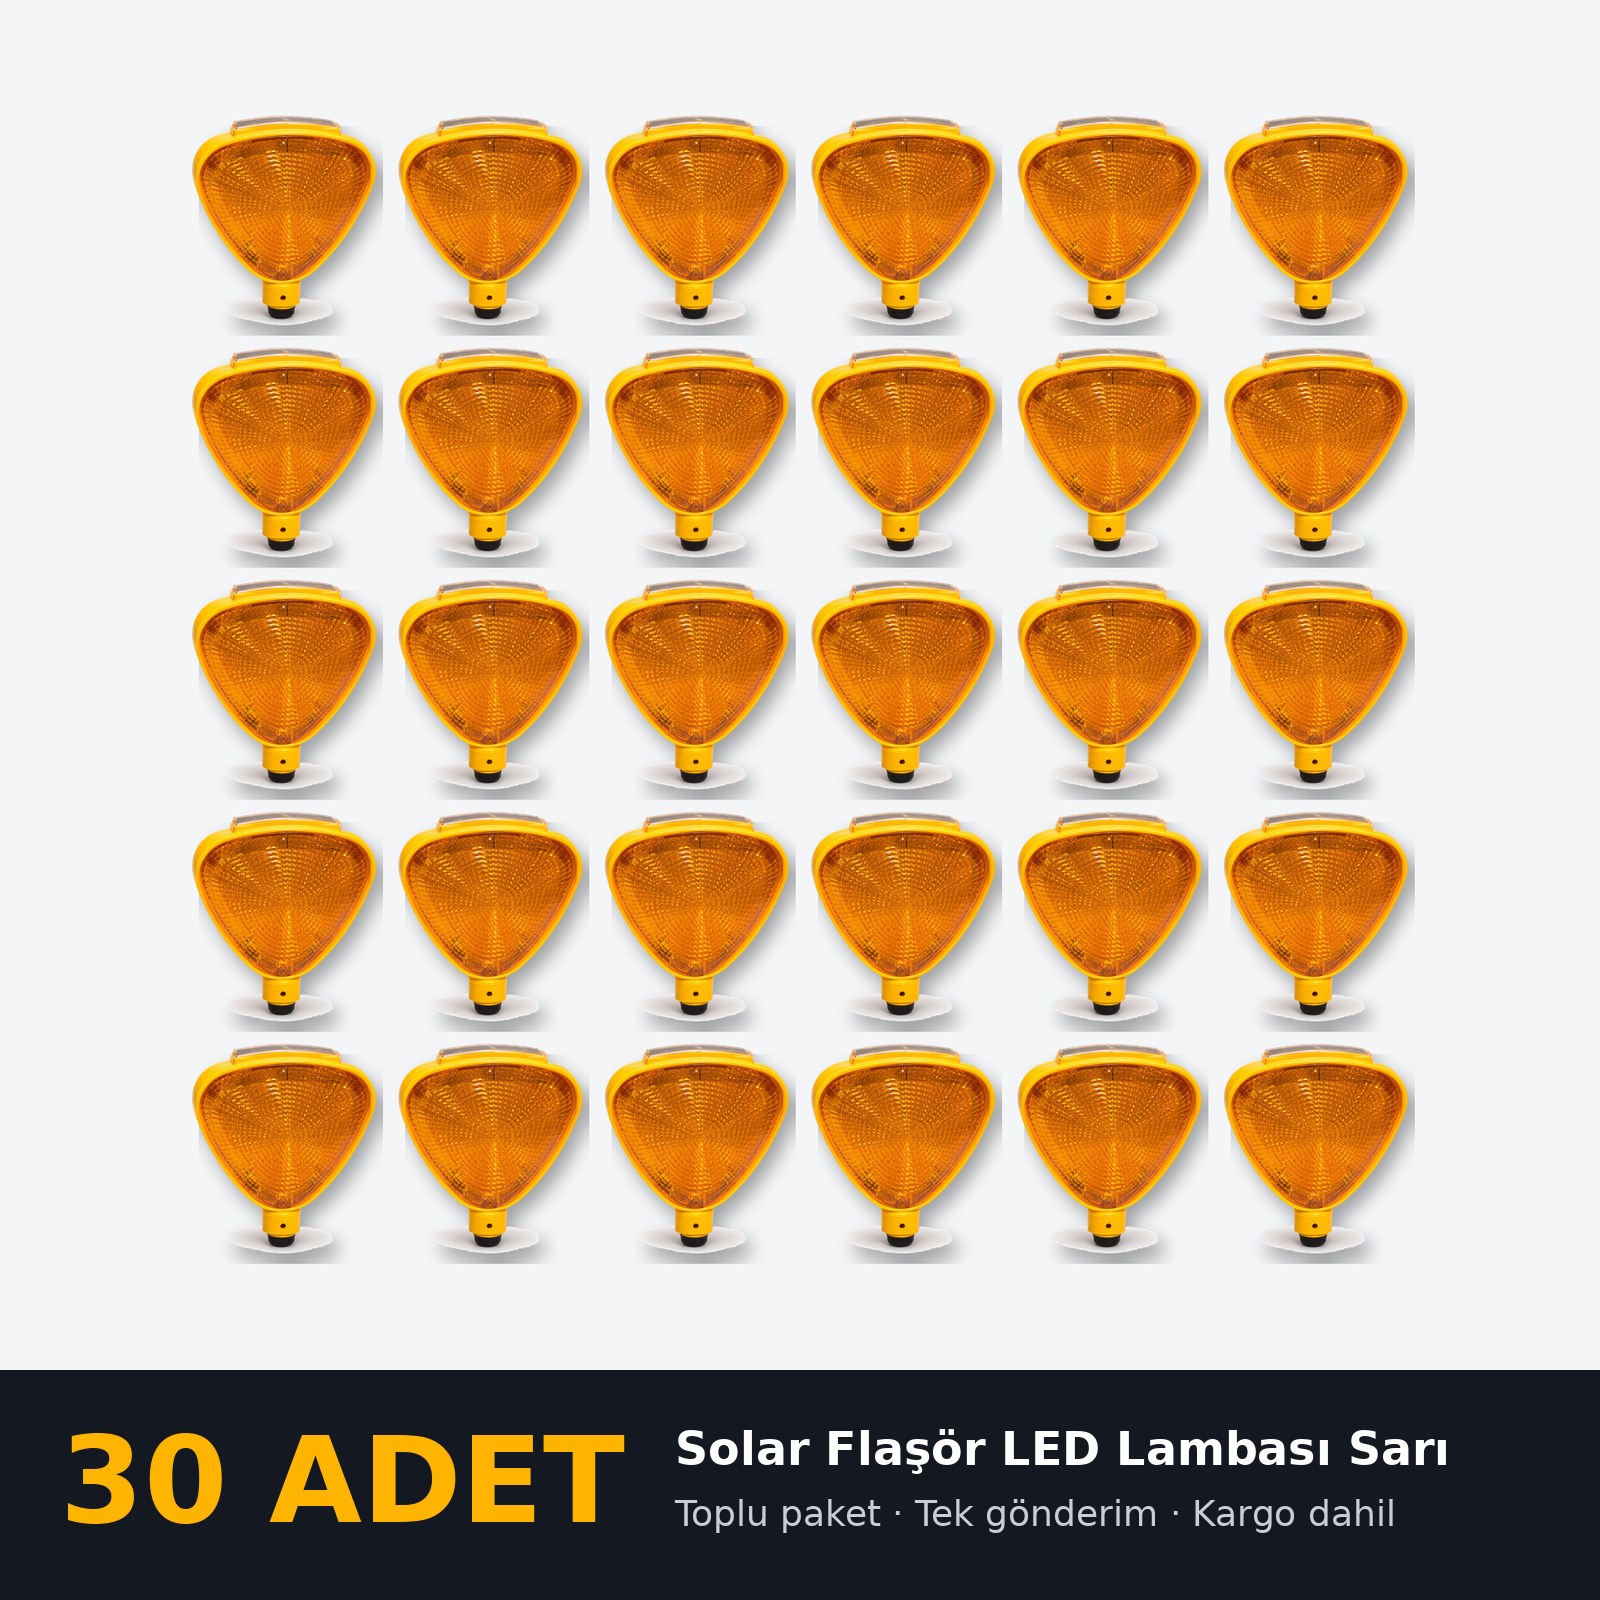 30 ADET
Solar Flaşör LED Lambası Sarı
Toplu paket · Tek gönderim · Kargo dahil